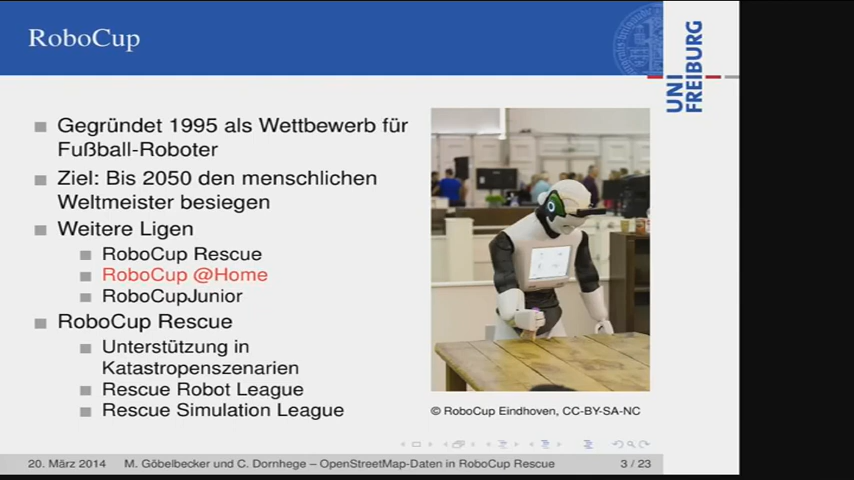 RoboCup
UNI
FREIBURG
Gegründet 1995 als Wettbewerb für
Fußball-Roboter
Ziel: Bis 2050 den menschlichen
Weltmeister besiegen
Weitere Ligen
RoboCup Rescue
RoboCup @Home
RoboCupJunior
RoboCup Rescue
Unterstützung in
Katastropenszenarien
Rescue Robot League
Rescue Simulation League
© RoboCup Eindhoven, CC-BY-SA-NC
20. März 2014 M. Göbelbecker und C. Dornhege – OpenStreetMap-Daten in RoboCup Rescue 3 / 23